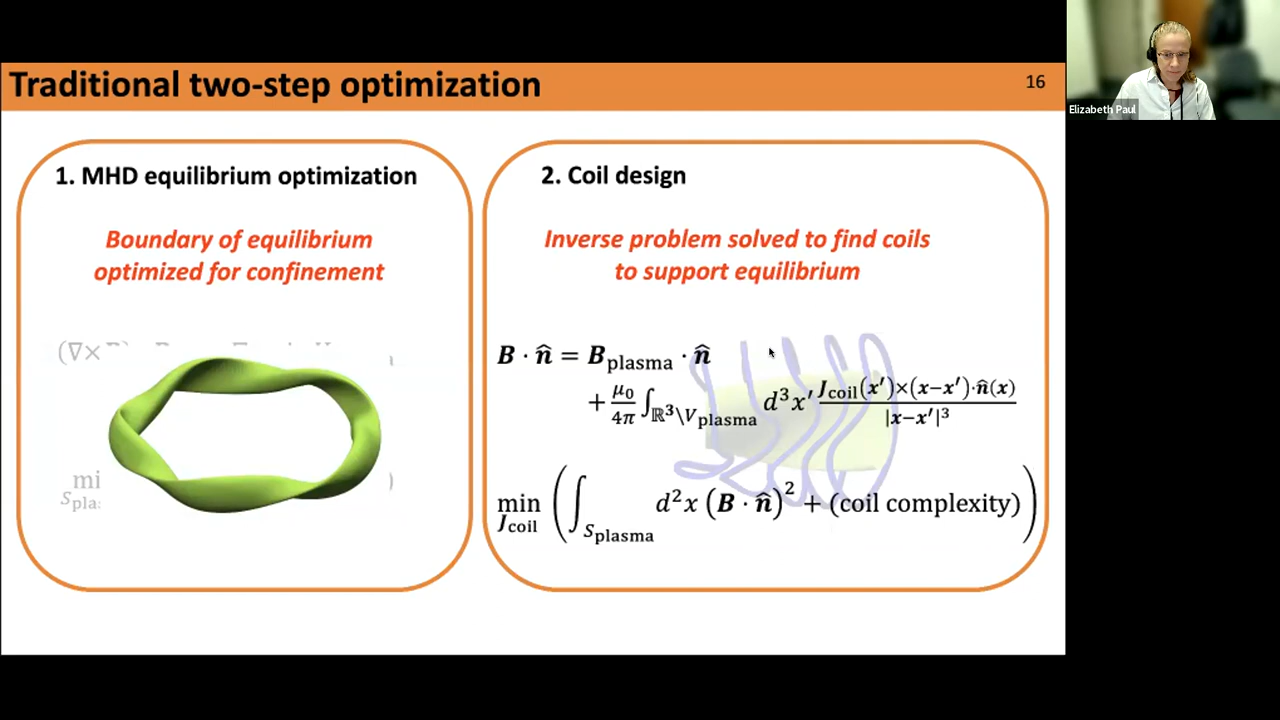 Traditional two-step optimization
16
Elizabeth Paul
1. MHD equilibrium optimization
Boundary of equilibrium
optimized for confinement
(∇×
mi
S_pla:
2. Coil design
Inverse problem solved to find coils
to support equilibrium
B · n̂ = B_plasma · n̂
+ μ₀/4π ∫_ℝ³\V_plasma d³x′ J_coil(x′)×(x−x′)·n̂(x) / |x−x′|³
min_J_coil (∫_S_plasma d²x (B · n̂)² + (coil complexity))